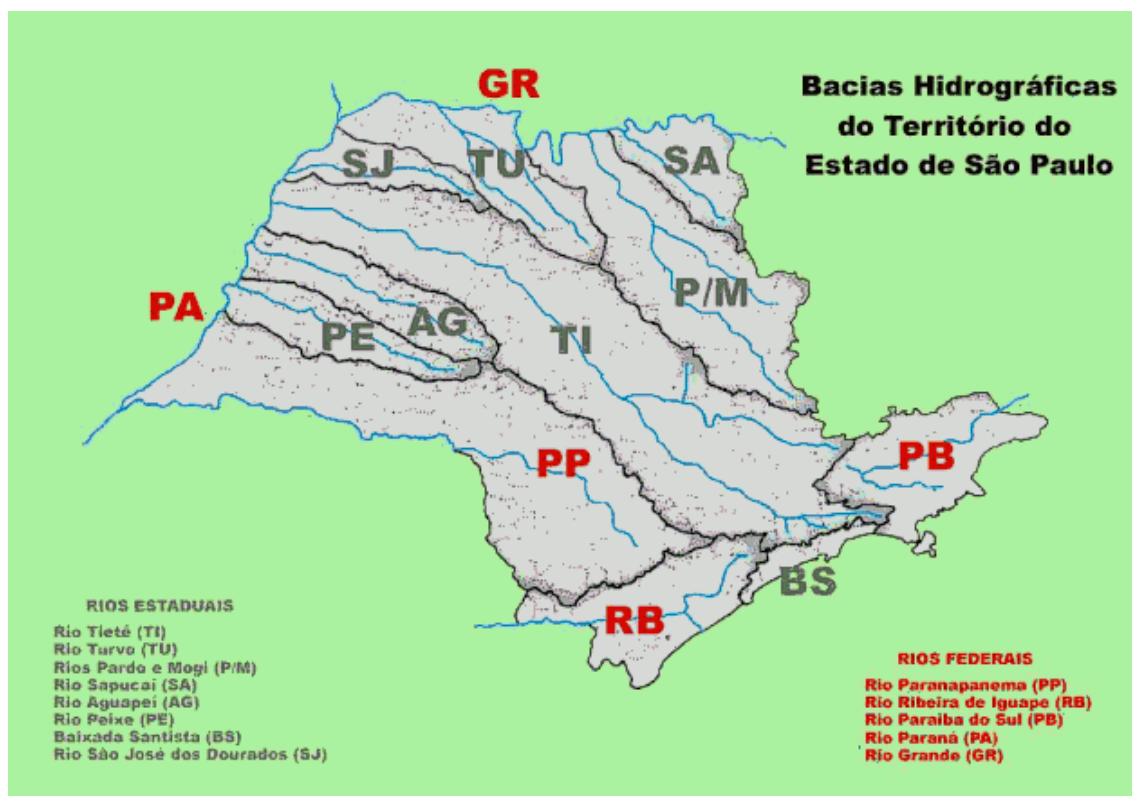 Bacias Hidrográficas
do Território do
Estado de São Paulo
GR
SJ
TU
SA
PA
PE
AG
TI
P/M
PP
PB
BS
RB
RIOS ESTADUAIS
Rio Tietê (TI)
Rio Turvo (TU)
Rios Pardo e Mogi (P/M)
Rio Sapucaí (SA)
Rio Aguapeí (AG)
Rio Peixe (PE)
Baixada Santista (BS)
Rio São José dos Dourados (SJ)
RIOS FEDERAIS
Rio Paranapanema (PP)
Rio Ribeira de Iguape (RB)
Rio Paraiba do Sul (PB)
Rio Paraná (PA)
Rio Grande (GR)